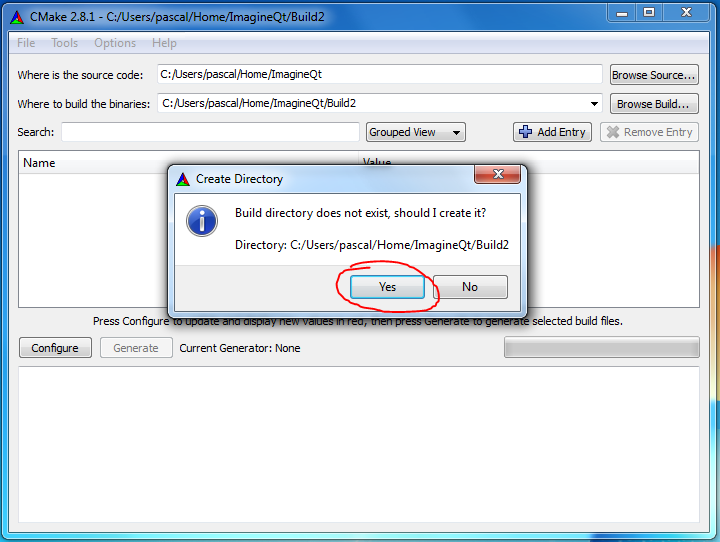 CMake 2.8.1 - C:/Users/pascal/Home/ImagineQt/Build2
File Tools Options Help
Where is the source code: C:/Users/pascal/Home/ImagineQt Browse Source...
Where to build the binaries: C:/Users/pascal/Home/ImagineQt/Build2 Browse Build...
Search: Grouped View Add Entry Remove Entry
Name Value
Create Directory
Build directory does not exist, should I create it?
Directory: C:/Users/pascal/Home/ImagineQt/Build2
Yes No
Press Configure to update and display new values in red, then press Generate to generate selected build files.
Configure Generate Current Generator: None